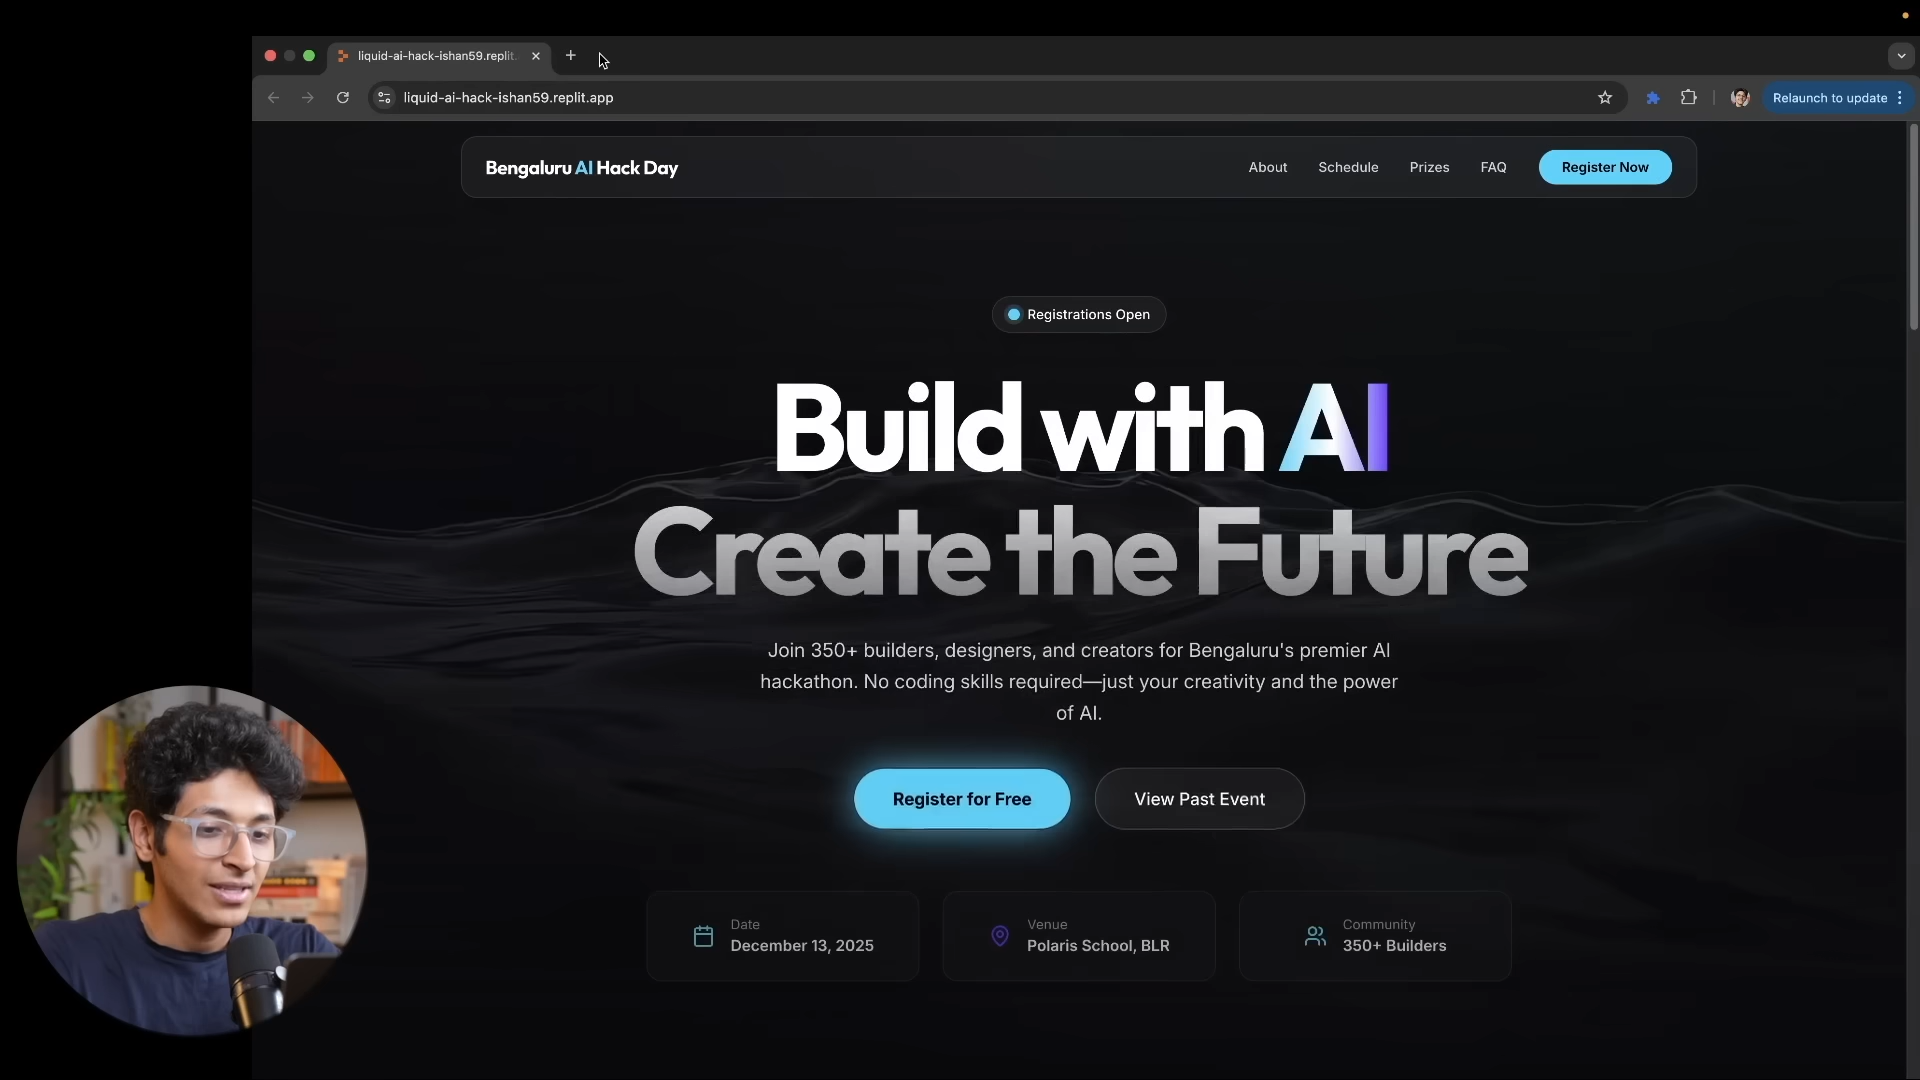 liquid-ai-hack-ishan59.replit.
liquid-ai-hack-ishan59.replit.app
Relaunch to update
Bengaluru AI Hack Day
About
Schedule
Prizes
FAQ
Register Now
Registrations Open
Build with AI
Create the Future
Join 350+ builders, designers, and creators for Bengaluru's premier AI
hackathon. No coding skills required—just your creativity and the power
of AI.
Register for Free
View Past Event
Date
December 13, 2025
Venue
Polaris School, BLR
Community
350+ Builders